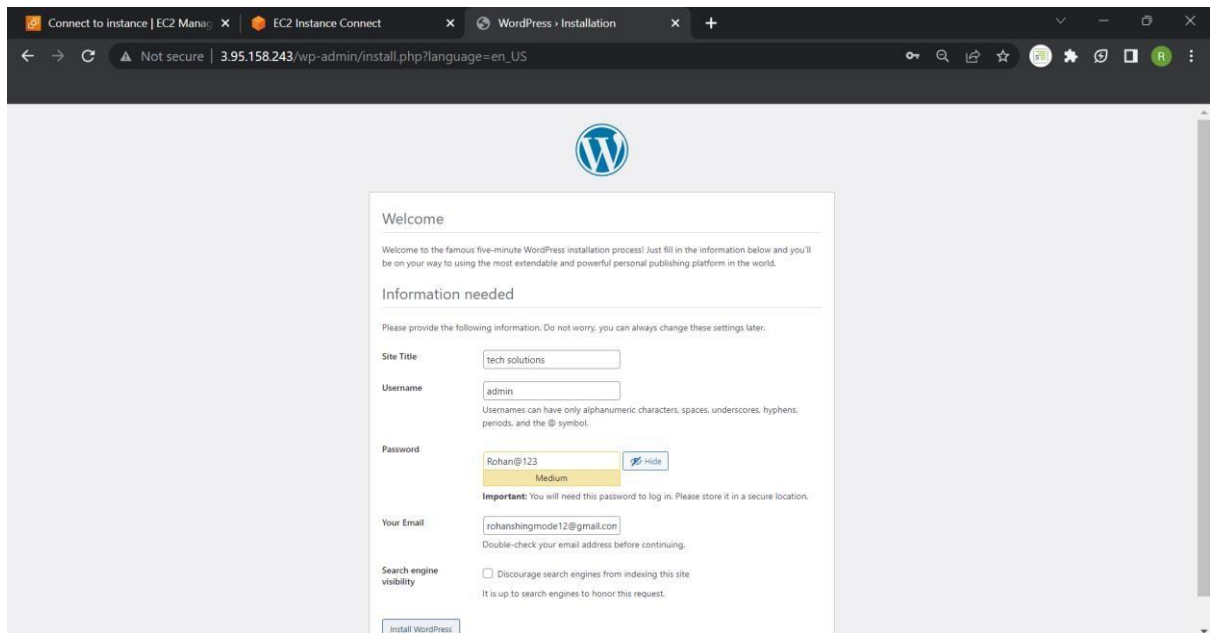 Connect to instance | EC2 Manag
EC2 Instance Connect
WordPress › Installation
Not secure | 3.95.158.243/wp-admin/install.php?language=en_US
R
Welcome
Welcome to the famous five-minute WordPress installation process! Just fill in the information below and you'll
be on your way to using the most extendable and powerful personal publishing platform in the world.
Information needed
Please provide the following information. Do not worry, you can always change these settings later.
Site Title
tech solutions
Username
admin
Usernames can have only alphanumeric characters, spaces, underscores, hyphens,
periods, and the @ symbol.
Password
Rohan@123
Hide
Medium
Important: You will need this password to log in. Please store it in a secure location.
Your Email
rohanshingmode12@gmail.con
Double-check your email address before continuing.
Search engine
visibility
Discourage search engines from indexing this site
It is up to search engines to honor this request.
Install WordPress